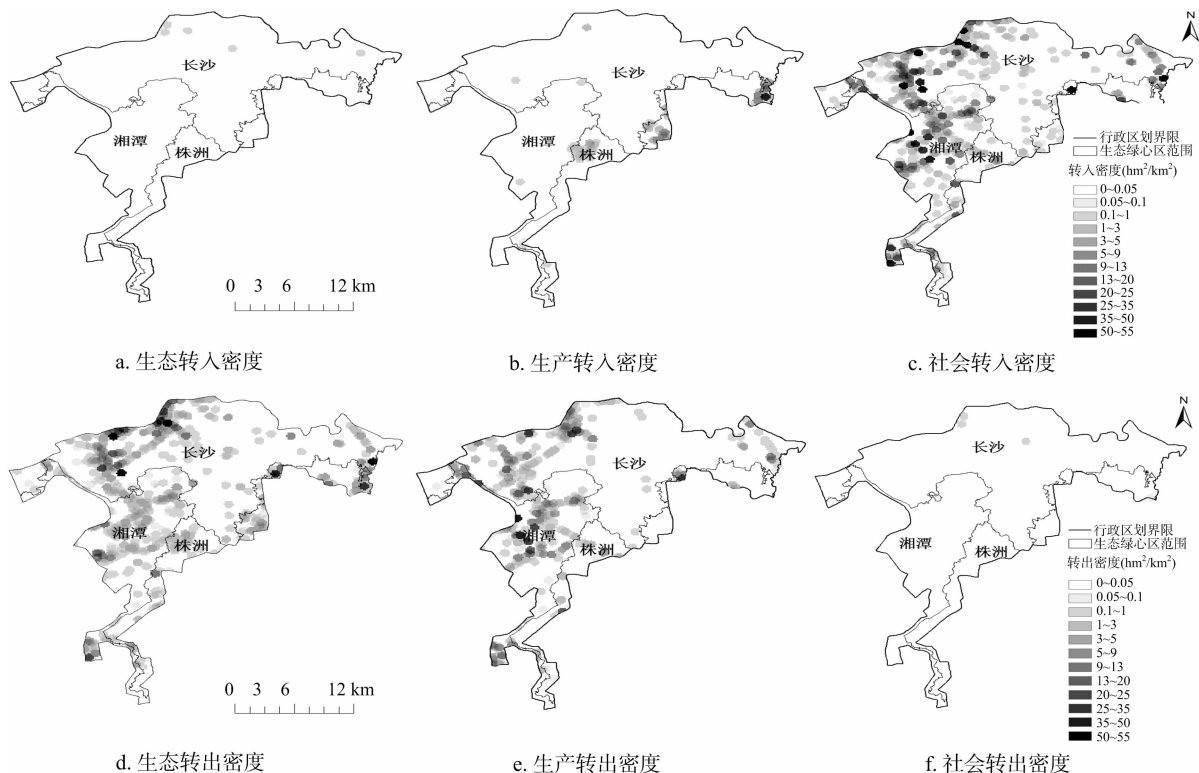 长沙
湘潭
株洲
0 3 6 12 km
a. 生态转入密度
长沙
湘潭
株洲
b. 生产转入密度
N
长沙
湘潭
株洲
行政区划界限
生态绿心区范围
转入密度(hm²/km²)
0~0.05
0.05~0.1
0.1~1
1~3
3~5
5~9
9~13
13~20
20~25
25~35
35~50
50~55
c. 社会转入密度
长沙
湘潭
株洲
0 3 6 12 km
d. 生态转出密度
长沙
湘潭
株洲
e. 生产转出密度
N
长沙
湘潭
株洲
行政区划界限
生态绿心区范围
转出密度(hm²/km²)
0~0.05
0.05~0.1
0.1~1
1~3
3~5
5~9
9~13
13~20
20~25
25~35
35~50
50~55
f. 社会转出密度